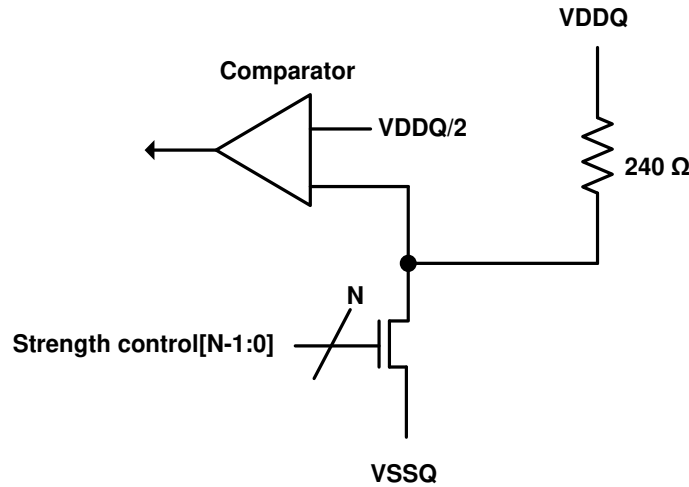 VDDQ
Comparator
VDDQ/2
240 Ω
N
Strength control[N-1:0]
VSSQ